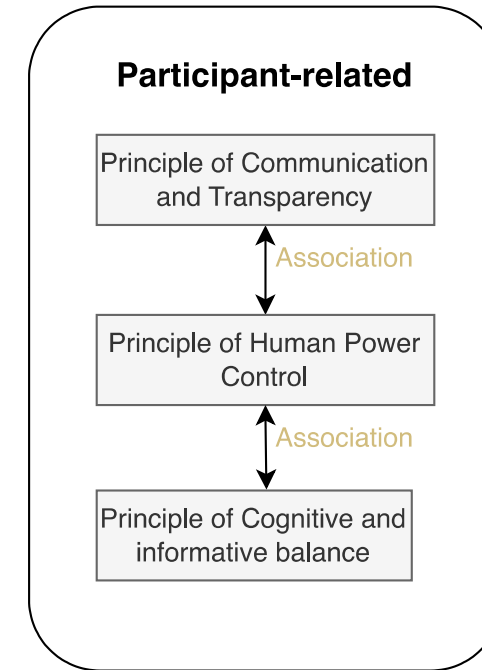 Participant-related
Principle of Communication
and Transparency
Association
Principle of Human Power
Control
Association
Principle of Cognitive and
informative balance